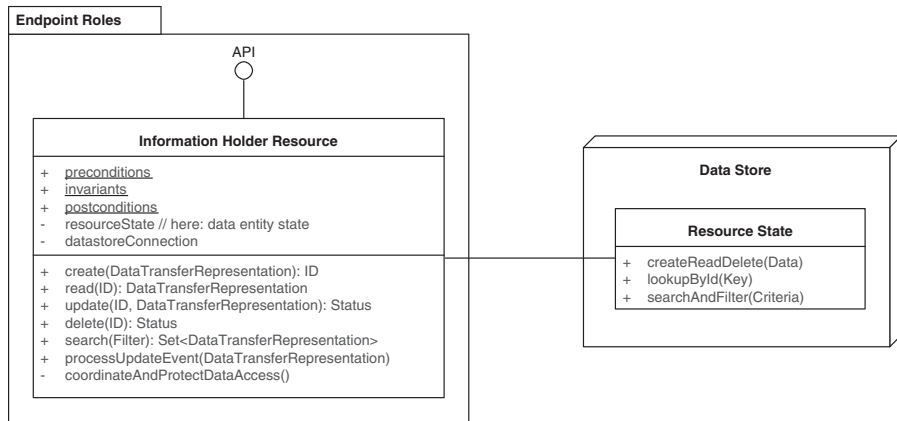 Endpoint Roles
API
Information Holder Resource
+ preconditions
+ invariants
+ postconditions
- resourceState // here: data entity state
- datastoreConnection
+ create(DataTransferRepresentation): ID
+ read(ID): DataTransferRepresentation
+ update(ID, DataTransferRepresentation): Status
+ delete(ID): Status
+ search(Filter): Set<DataTransferRepresentation>
+ processUpdateEvent(DataTransferRepresentation)
- coordinateAndProtectDataAccess()
Data Store
Resource State
+ createReadDelete(Data)
+ lookupById(Key)
+ searchAndFilter(Criteria)